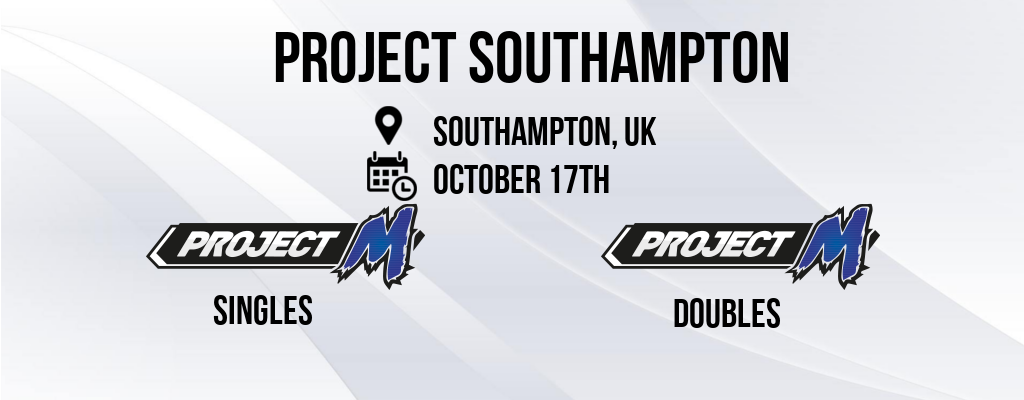 PROJECT SOUTHAMPTON
SOUTHAMPTON, UK
OCTOBER 17TH
PROJECT M
SINGLES
PROJECT M
DOUBLES